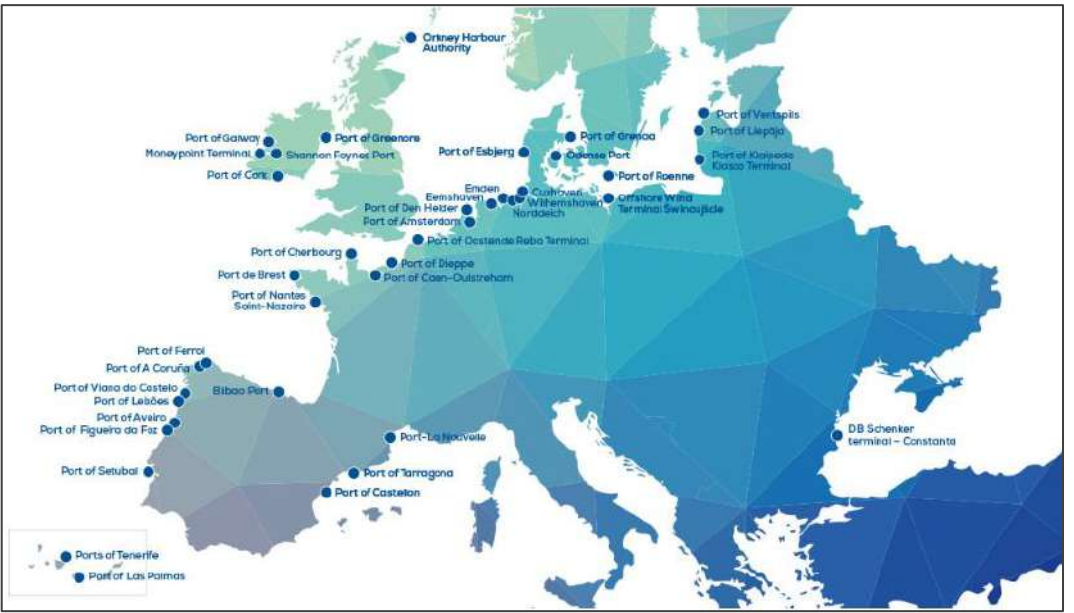 Orkney Harbour
Authority
Port of Ventspils
Port of Liepāja
Port of Klaipeda
Klasco Terminal
Port of Grenaa
Port of Esbjerg
Odense Port
Port of Roenne
Port of Galway
Port of Greenore
Moneypoint Terminal
Shannon Foynes Port
Port of Cork
Emden
Cuxhaven
Eemshaven
Wilhemshaven
Norddeich
Offshore Wind
Terminal Świnoujście
Port of Den Helder
Port of Amsterdam
Port of Oostende Rebo Terminal
Port of Cherbourg
Port of Dieppe
Port de Brest
Port of Caen-Ouistreham
Port of Nantes
Saint-Nazaire
Port of Ferrol
Port of A Coruña
Port of Viana do Castelo
Bilbao Port
Port of Leixões
Port of Aveiro
Port of Figueira da Foz
Port-La Nouvelle
DB Schenker
terminal – Constanta
Port of Setubal
Port of Tarragona
Port of Castellon
Ports of Tenerife
Port of Las Palmas